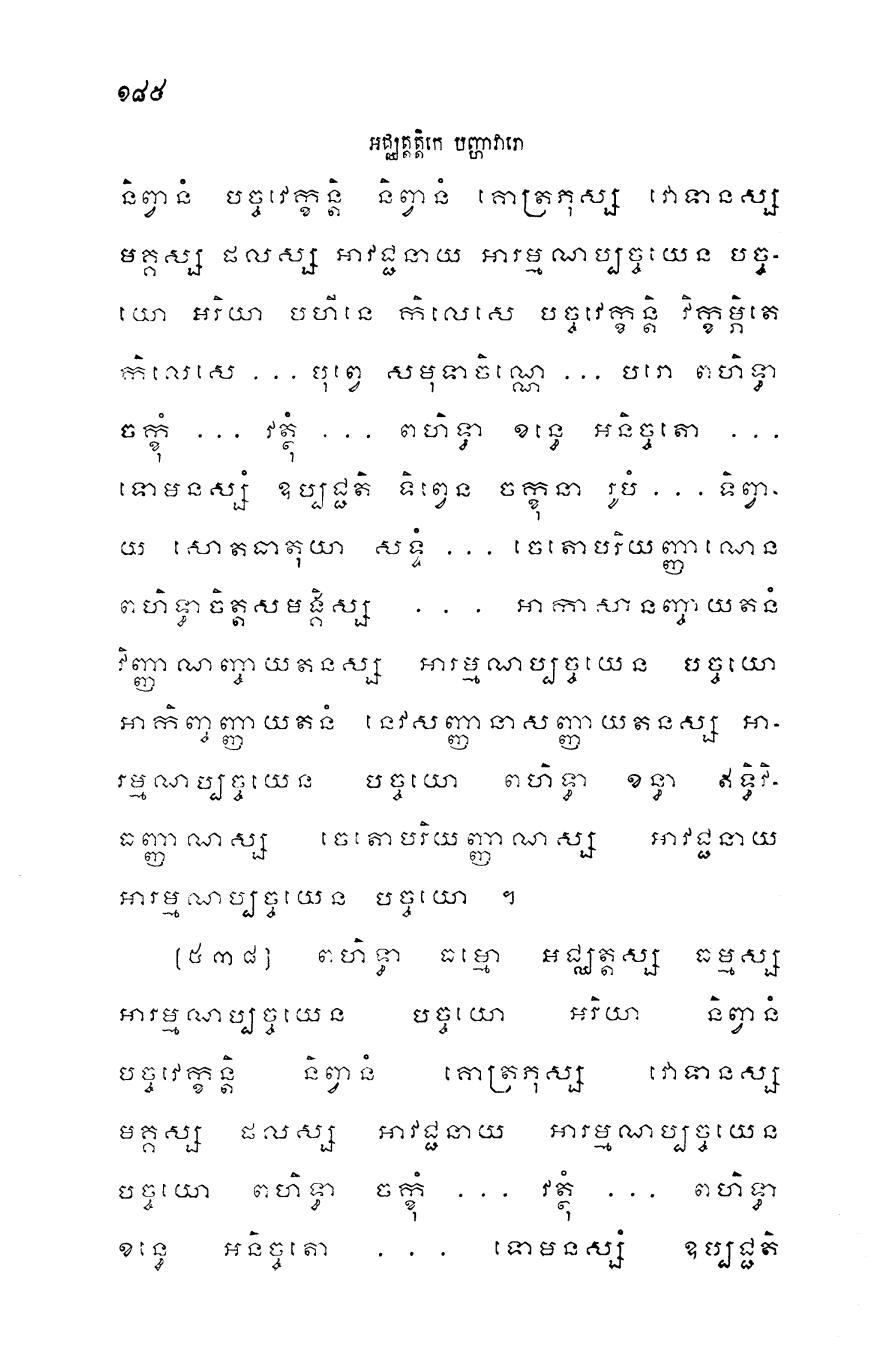 ១៨៥
អជ្ឈត្តត្តិកេ បញ្ហាវារោ
និព្វានំ បច្ចវេក្ខន្តិ និព្វានំ គោត្រភុស្ស វោទានស្ស
មគ្គស្ស ផលស្ស អាវជ្ជនាយ អារម្មណប្បច្ចយេន បច្ច-
យោ អរិយា បហីនេ កិលេសេ បច្ចវេក្ខន្តិ វិក្ខម្ភិតេ
កិលេសេ ... បុព្វេ សមុទាចិណ្ណេ ... បរោ ពហិទ្ធា
ចក្ខុំ ... វត្ថុំ ... ពហិទ្ធា ខន្ធេ អនិច្ចតោ ...
ទោមនស្សំ ឧប្បជ្ជតិ ទិព្វេន ចក្ខុនា រូបំ ... ទិព្វា-
យ សោតធាតុយា សទ្ទំ ... ចេតោបរិយញ្ញាណេន
ពហិទ្ធាចិត្តសមង្គិស្ស ... អាកាសានញ្ចាយតនំ
វិញ្ញាណញ្ចាយតនស្ស អារម្មណប្បច្ចយេន បច្ចយោ
អាកិញ្ចញ្ញាយតនំ នេវសញ្ញានាសញ្ញាយតនស្ស អា-
រម្មណប្បច្ចយេន បច្ចយោ ពហិទ្ធា ខន្ធា ឥទ្ធិវិ-
ធញ្ញាណស្ស ចេតោបរិយញ្ញាណស្ស អាវជ្ជនាយ
អារម្មណប្បច្ចយេន បច្ចយោ ។
[៥៣៨] ពហិទ្ធា ធម្មោ អជ្ឈត្តស្ស ធម្មស្ស
អារម្មណប្បច្ចយេន បច្ចយោ អរិយា និព្វានំ
បច្ចវេក្ខន្តិ និព្វានំ គោត្រភុស្ស វោទានស្ស
មគ្គស្ស ផលស្ស អាវជ្ជនាយ អារម្មណប្បច្ចយេន
បច្ចយោ ពហិទ្ធា ចក្ខុំ ... វត្ថុំ ... ពហិទ្ធា
ខន្ធេ អនិច្ចតោ ... ទោមនស្សំ ឧប្បជ្ជតិ